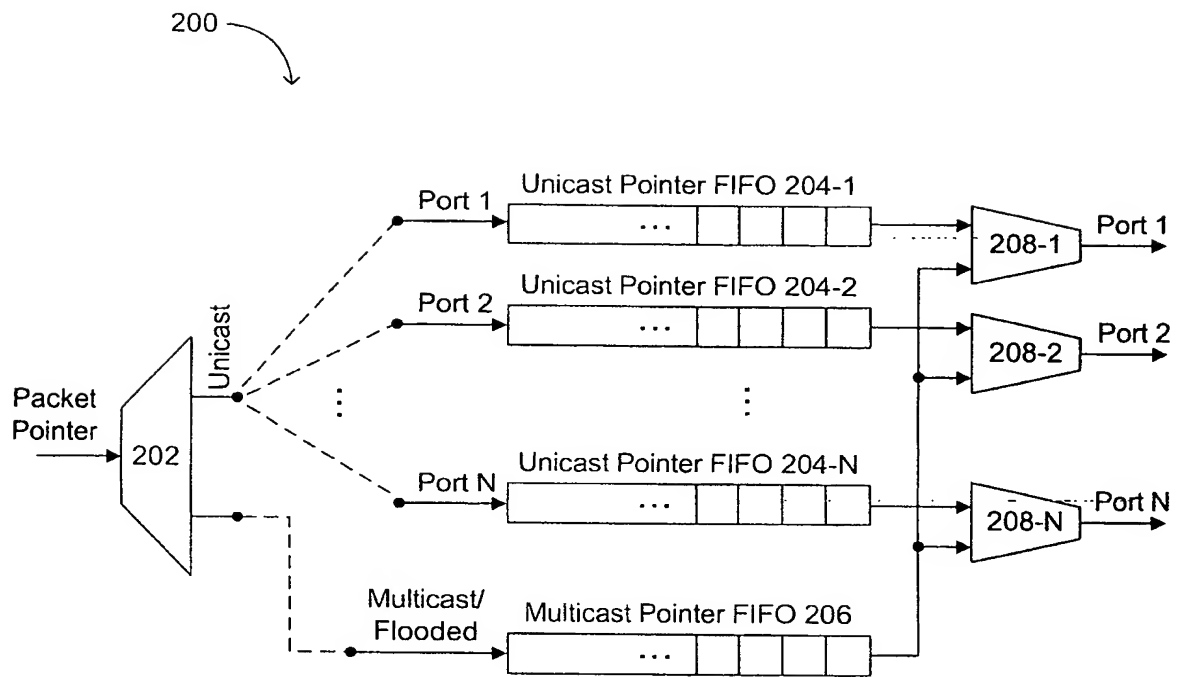 200
Port 1
Unicast Pointer FIFO 204-1
...
208-1
Port 1
Port 2
Unicast Pointer FIFO 204-2
...
208-2
Port 2
Unicast
Packet
Pointer
202
Port N
Unicast Pointer FIFO 204-N
...
208-N
Port N
Multicast/
Flooded
Multicast Pointer FIFO 206
...